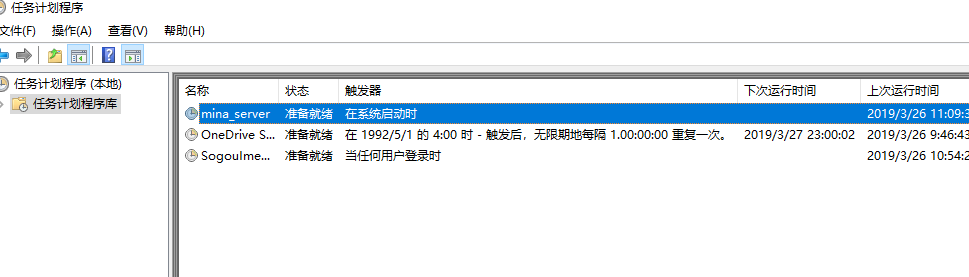 任务计划程序
文件(F) 操作(A) 查看(V) 帮助(H)
任务计划程序 (本地)
任务计划程序库
名称 状态 触发器 下次运行时间 上次运行时间
mina_server 准备就绪 在系统启动时 2019/3/26 11:09:3
OneDrive S... 准备就绪 在 1992/5/1 的 4:00 时 - 触发后，无限期地每隔 1.00:00:00 重复一次。 2019/3/27 23:00:02 2019/3/26 9:46:43
SogouIme... 准备就绪 当任何用户登录时 2019/3/26 10:54:2